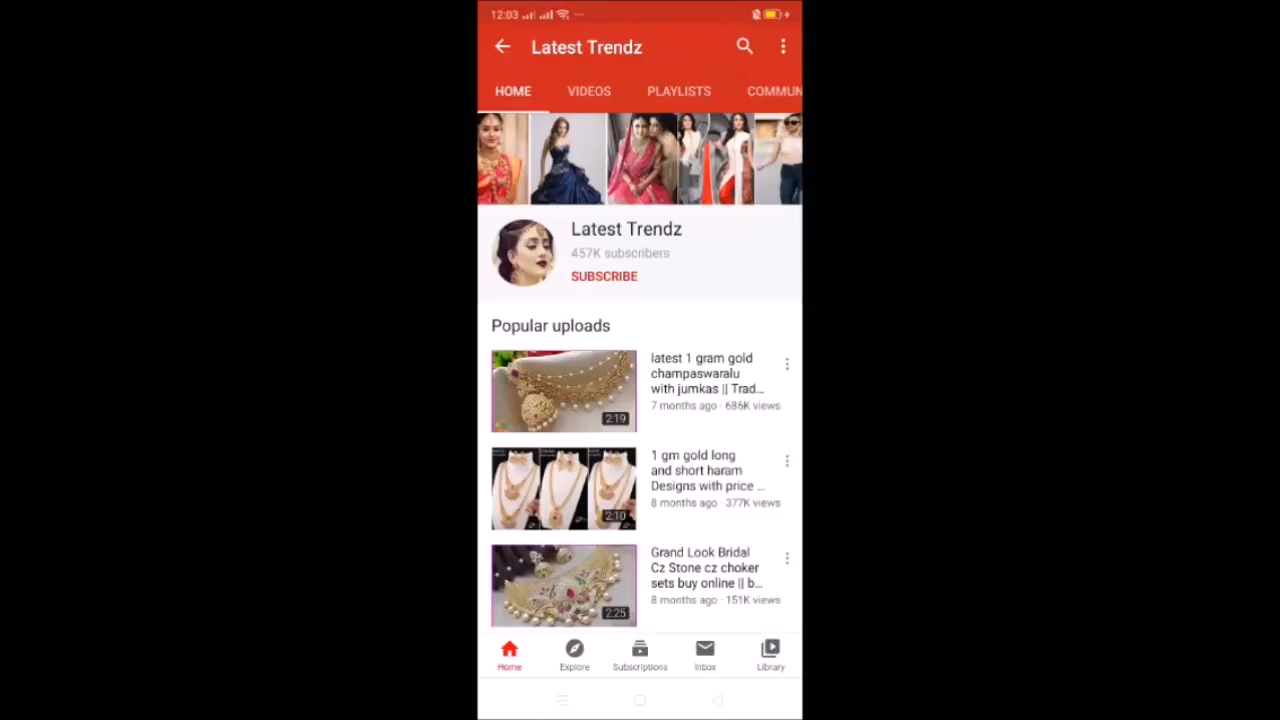 12:03
Latest Trendz
HOME VIDEOS PLAYLISTS COMMUN
Latest Trendz
457K subscribers
SUBSCRIBE
Popular uploads
latest 1 gram gold
champaswaralu
with jumkas || Trad...
7 months ago · 686K views
2:19
1 gm gold long
and short haram
Designs with price ...
8 months ago · 377K views
2:10
Grand Look Bridal
Cz Stone cz choker
sets buy online || b...
8 months ago · 151K views
2:25
Home Explore Subscriptions Inbox Library